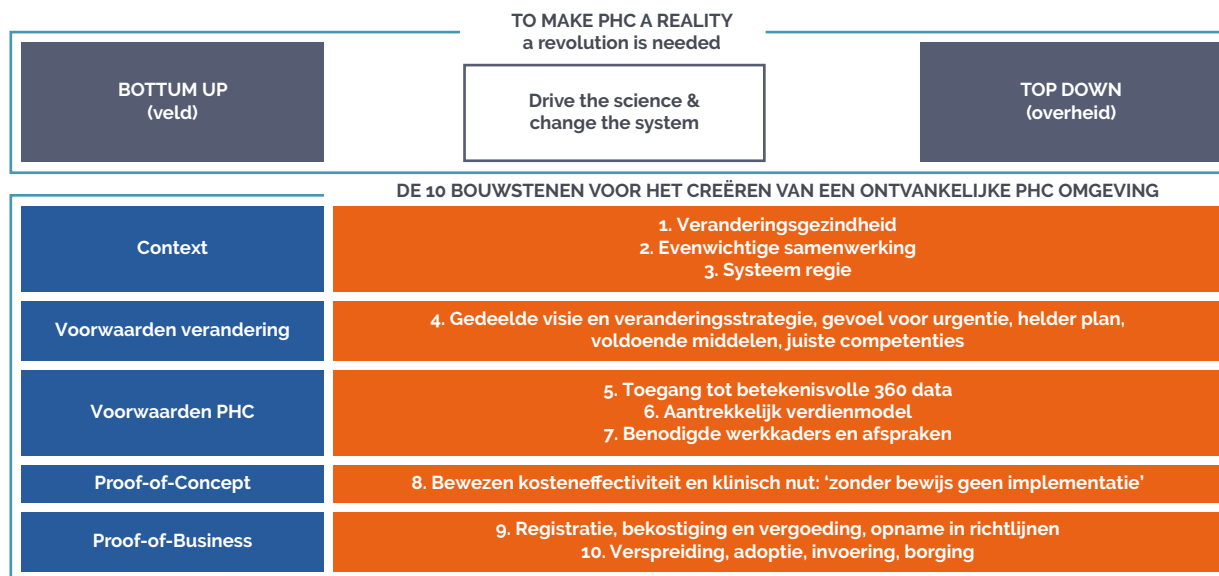 TO MAKE PHC A REALITY
a revolution is needed
BOTTUM UP
(veld)
Drive the science &
change the system
TOP DOWN
(overheid)
DE 10 BOUWSTENEN VOOR HET CREËREN VAN EEN ONTVANKELIJKE PHC OMGEVING
Context
1. Veranderingsgezindheid
2. Evenwichtige samenwerking
3. Systeem regie
Voorwaarden verandering
4. Gedeelde visie en veranderingsstrategie, gevoel voor urgentie, helder plan,
voldoende middelen, juiste competenties
Voorwaarden PHC
5. Toegang tot betekenisvolle 360 data
6. Aantrekkelijk verdienmodel
7. Benodigde werkkaders en afspraken
Proof-of-Concept
8. Bewezen kosteneffectiviteit en klinisch nut: ‘zonder bewijs geen implementatie’
Proof-of-Business
9. Registratie, bekostiging en vergoeding, opname in richtlijnen
10. Verspreiding, adoptie, invoering, borging